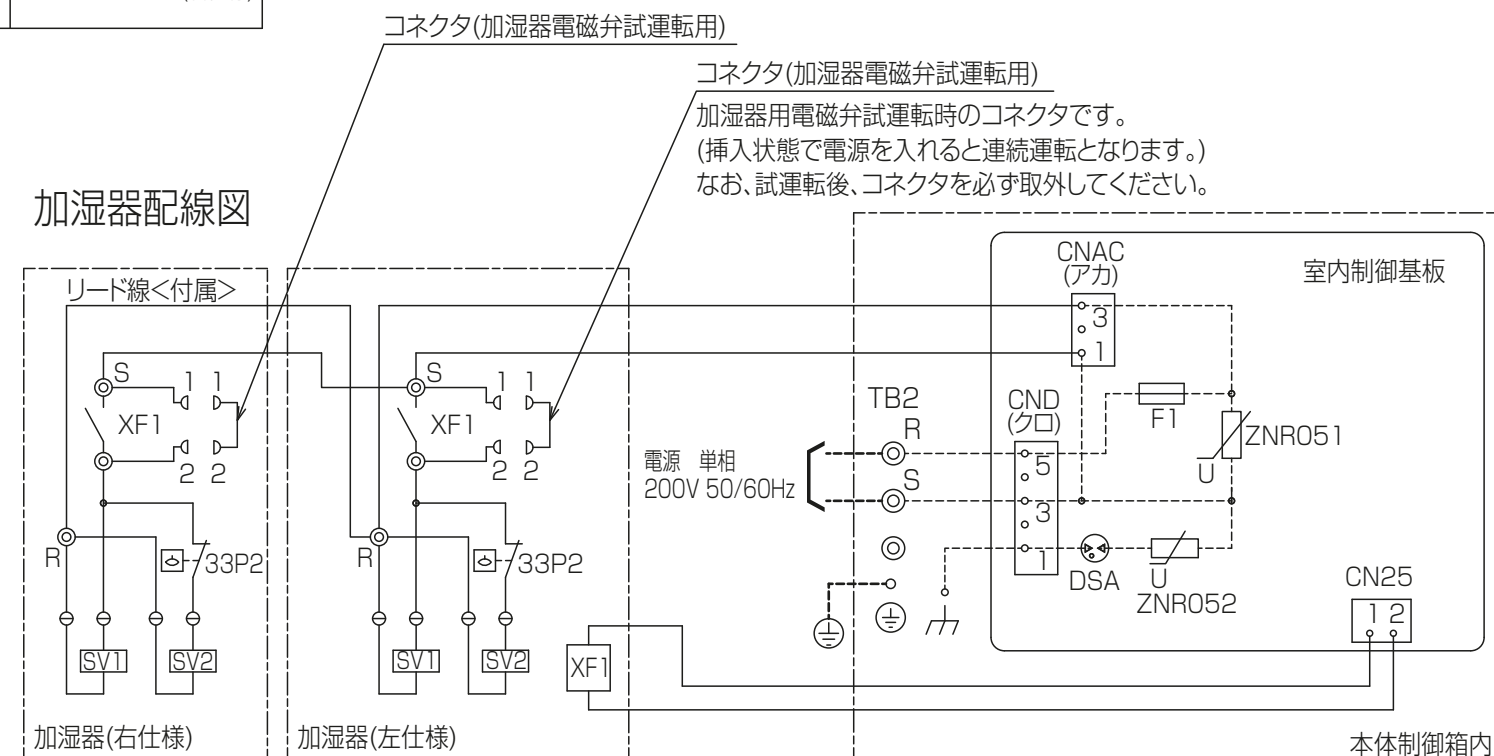 コネクタ(加湿器電磁弁試運転用)
コネクタ(加湿器電磁弁試運転用)
加湿器用電磁弁試運転時のコネクタです。
(挿入状態で電源を入れると連続運転となります。)
なお、試運転後、コネクタを必ず取外してください。
加湿器配線図
リード線<付属>
S
1 1
XF1
2 2
R
33P2
SV1
SV2
加湿器(右仕様)
S
1 1
XF1
2 2
R
33P2
SV1
SV2
加湿器(左仕様)
XF1
電源 単相
200V 50/60Hz
TB2
R
S
室内制御基板
CNAC
(アカ)
3
1
CND
(クロ)
5
3
1
F1
ZNR051
U
DSA
U
ZNR052
CN25
1 2
本体制御箱内